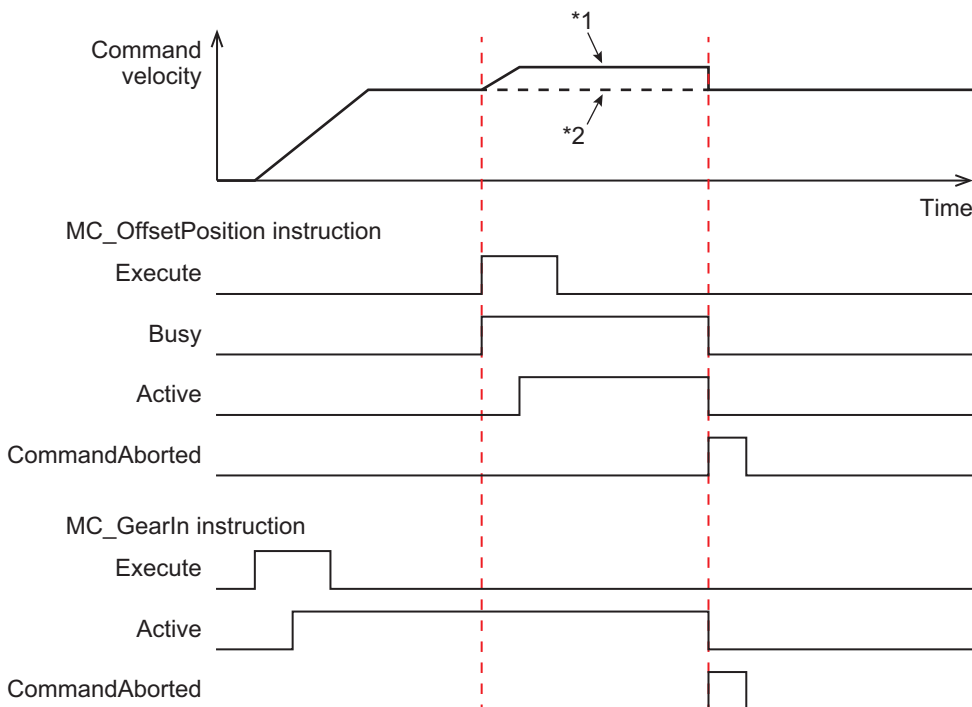 *1
Command
velocity
*2
Time
MC_OffsetPosition instruction
Execute
Busy
Active
CommandAborted
MC_GearIn instruction
Execute
Active
CommandAborted